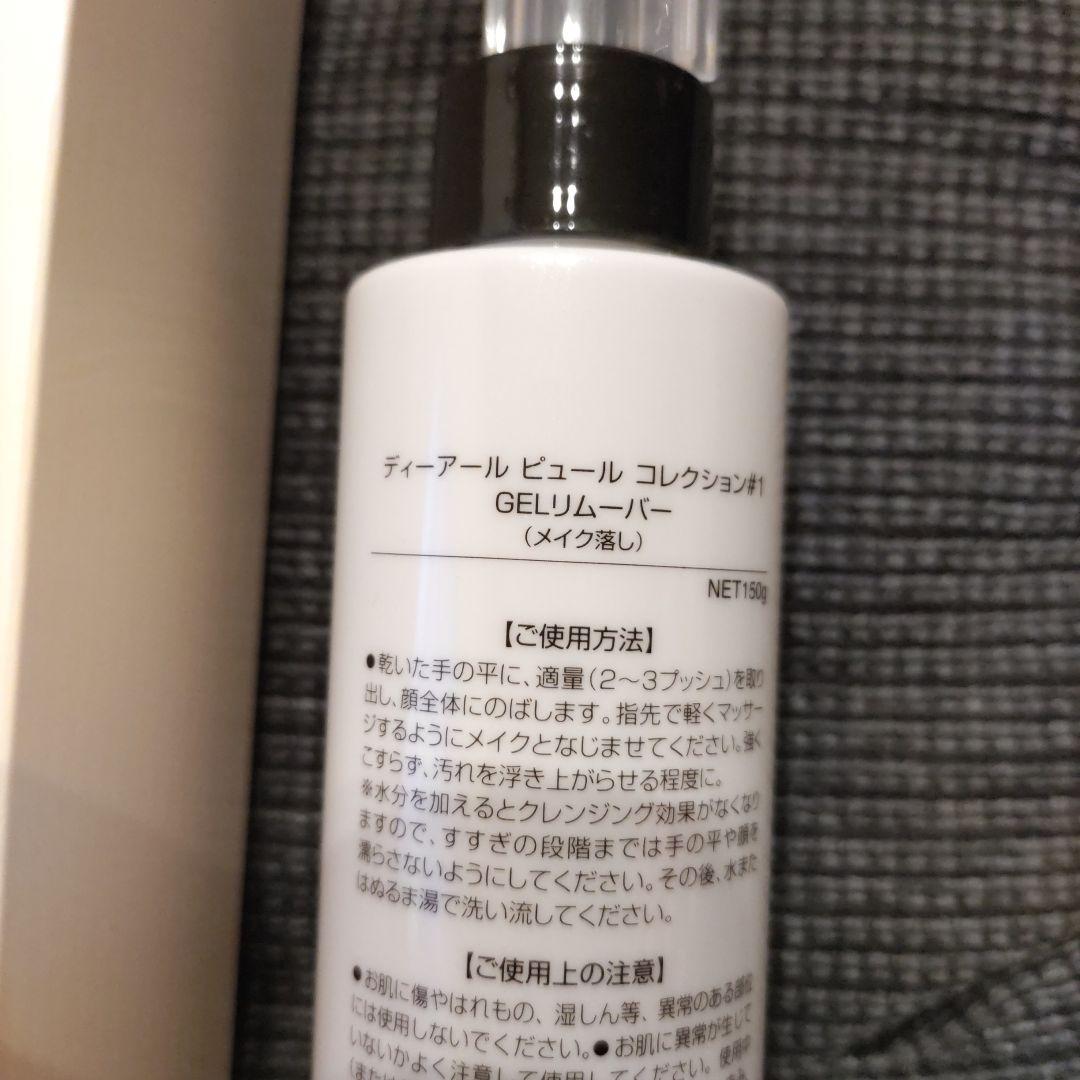 ディーアール ピュール コレクション#1
GELリムーバー
（メイク落し）
NET150g
【ご使用方法】
●乾いた手の平に、適量（2～3プッシュ）を取り
出し、顔全体にのばします。指先で軽くマッサー
ジするようにメイクとなじませてください。強く
こすらず、汚れを浮き上がらせる程度に。
※水分を加えるとクレンジング効果がなくなり
ますので、すすぎの段階までは手の平や顔を
濡らさないようにしてください。その後、水また
はぬるま湯で洗い流してください。
【ご使用上の注意】
●お肌に傷やはれもの、湿しん等、異常のある部位
には使用しないでください。●お肌に異常が生じて
いないかよく注意して使用してください。使用中